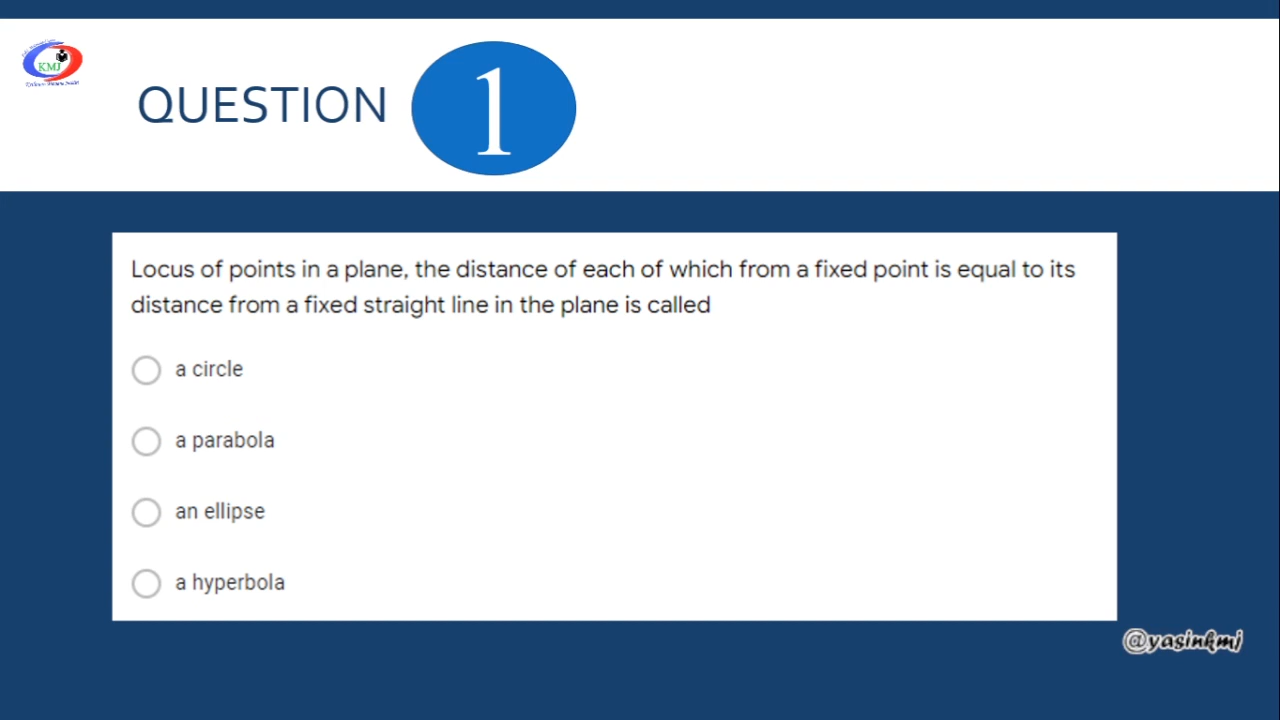 KMJ
QUESTION 1
Locus of points in a plane, the distance of each of which from a fixed point is equal to its
distance from a fixed straight line in the plane is called
a circle
a parabola
an ellipse
a hyperbola
@yasinkmj